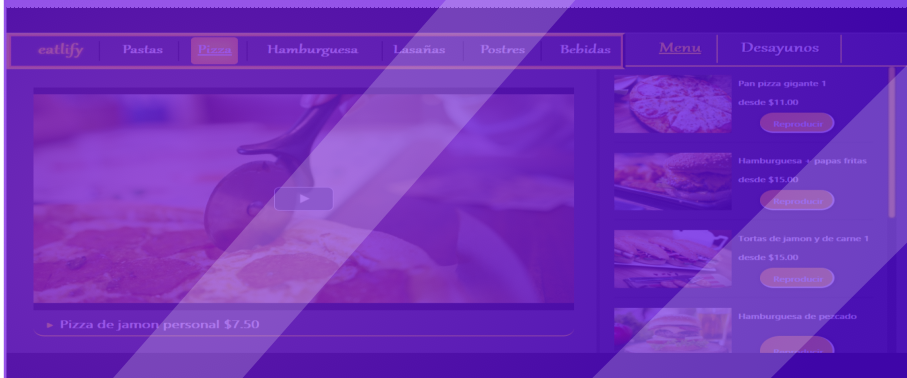 eatlify Pastas Pizza Hamburguesa Lasañas Postres Bebidas Menu Desayunos
Pan pizza gigante 1
desde $11.00
Reproducir
Hamburguesa + papas fritas
desde $15.00
Reproducir
Tortas de jamon y de carne 1
desde $15.00
Reproducir
Hamburguesa de pezcado
Reproducir
► Pizza de jamon personal $7.50